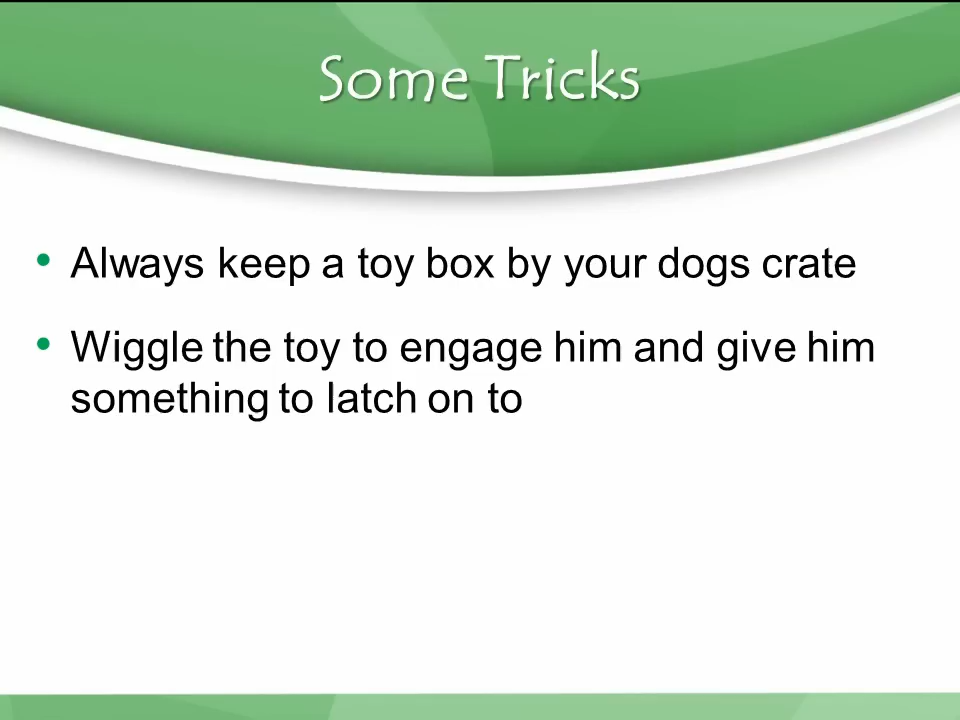 Some Tricks
• Always keep a toy box by your dogs crate
• Wiggle the toy to engage him and give him
something to latch on to